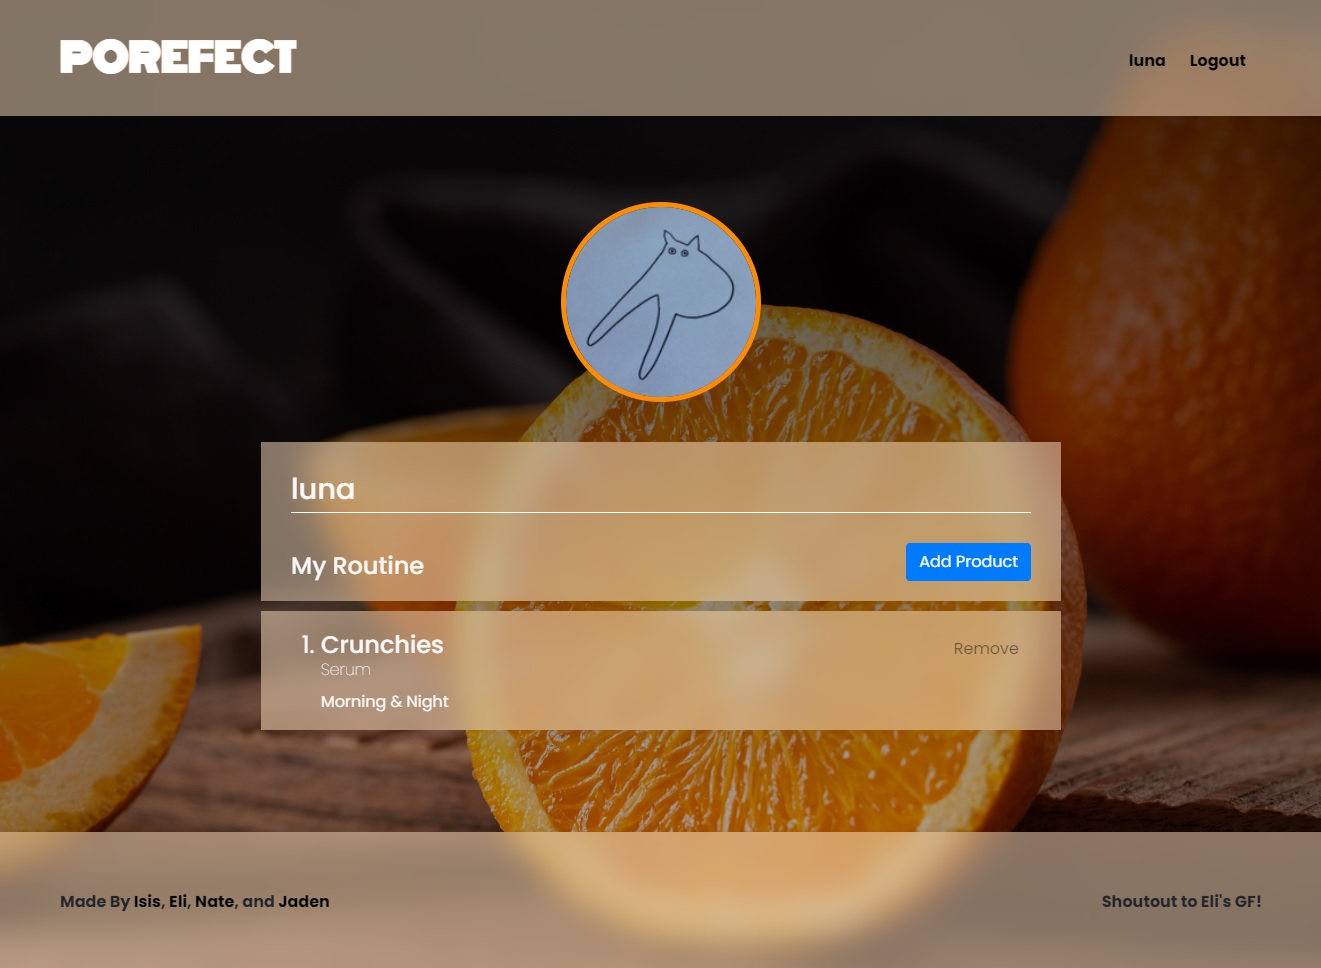 POREFECT
luna Logout
luna
My Routine
Add Product
1. Crunchies
Remove
Serum
Morning & Night
Made By Isis, Eli, Nate, and Jaden
Shoutout to Eli's GF!